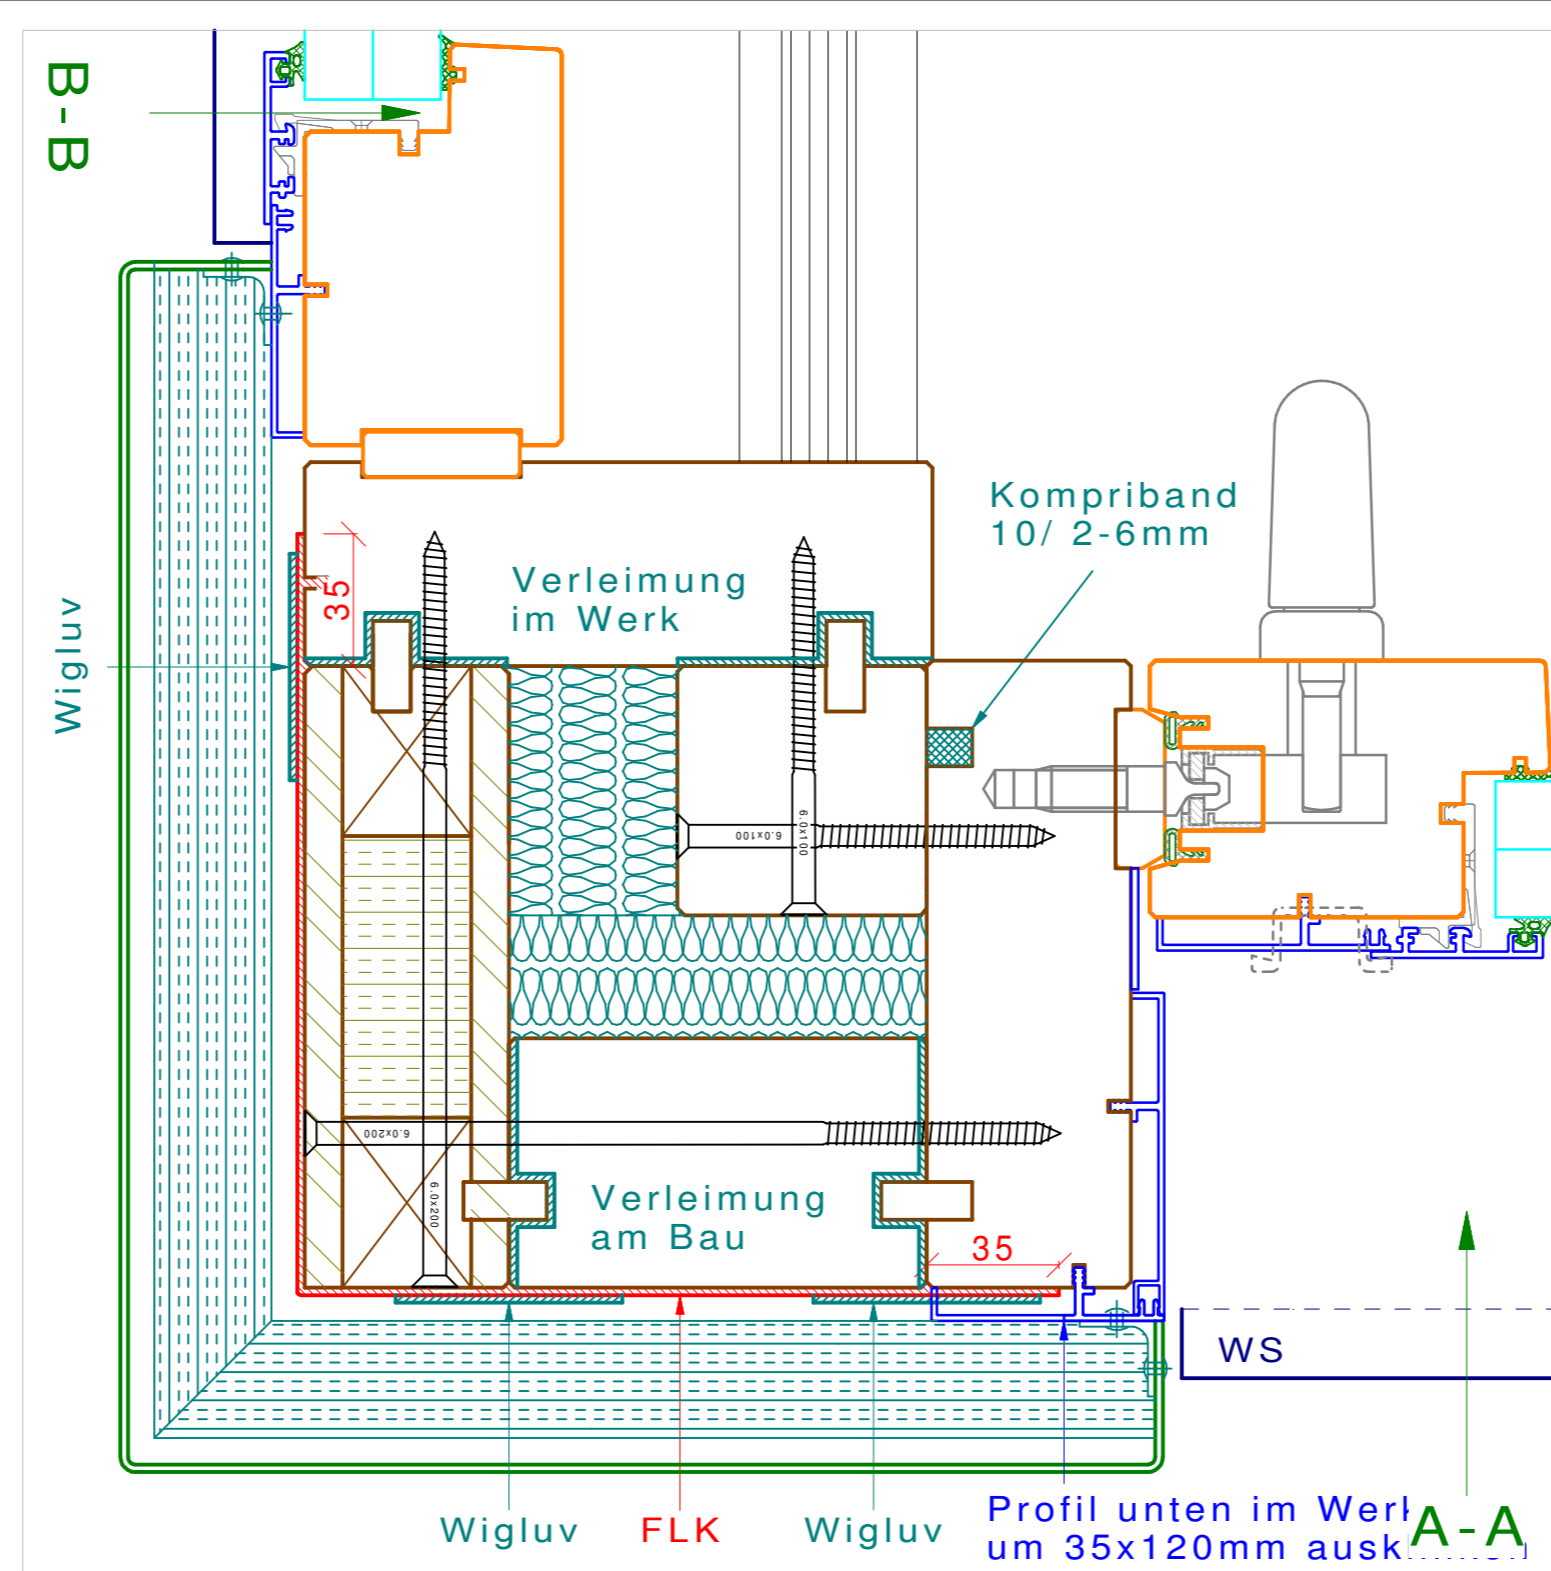 B-B
Kompriband
10/ 2-6mm
Verleimung
im Werk
35
Wigluv
6.0x100
6.0x100
6.0x200
6.0x200
Verleimung
am Bau
35
WS
Wigluv
FLK
Wigluv
Profil unten im Werk
um 35x120mm
A-A